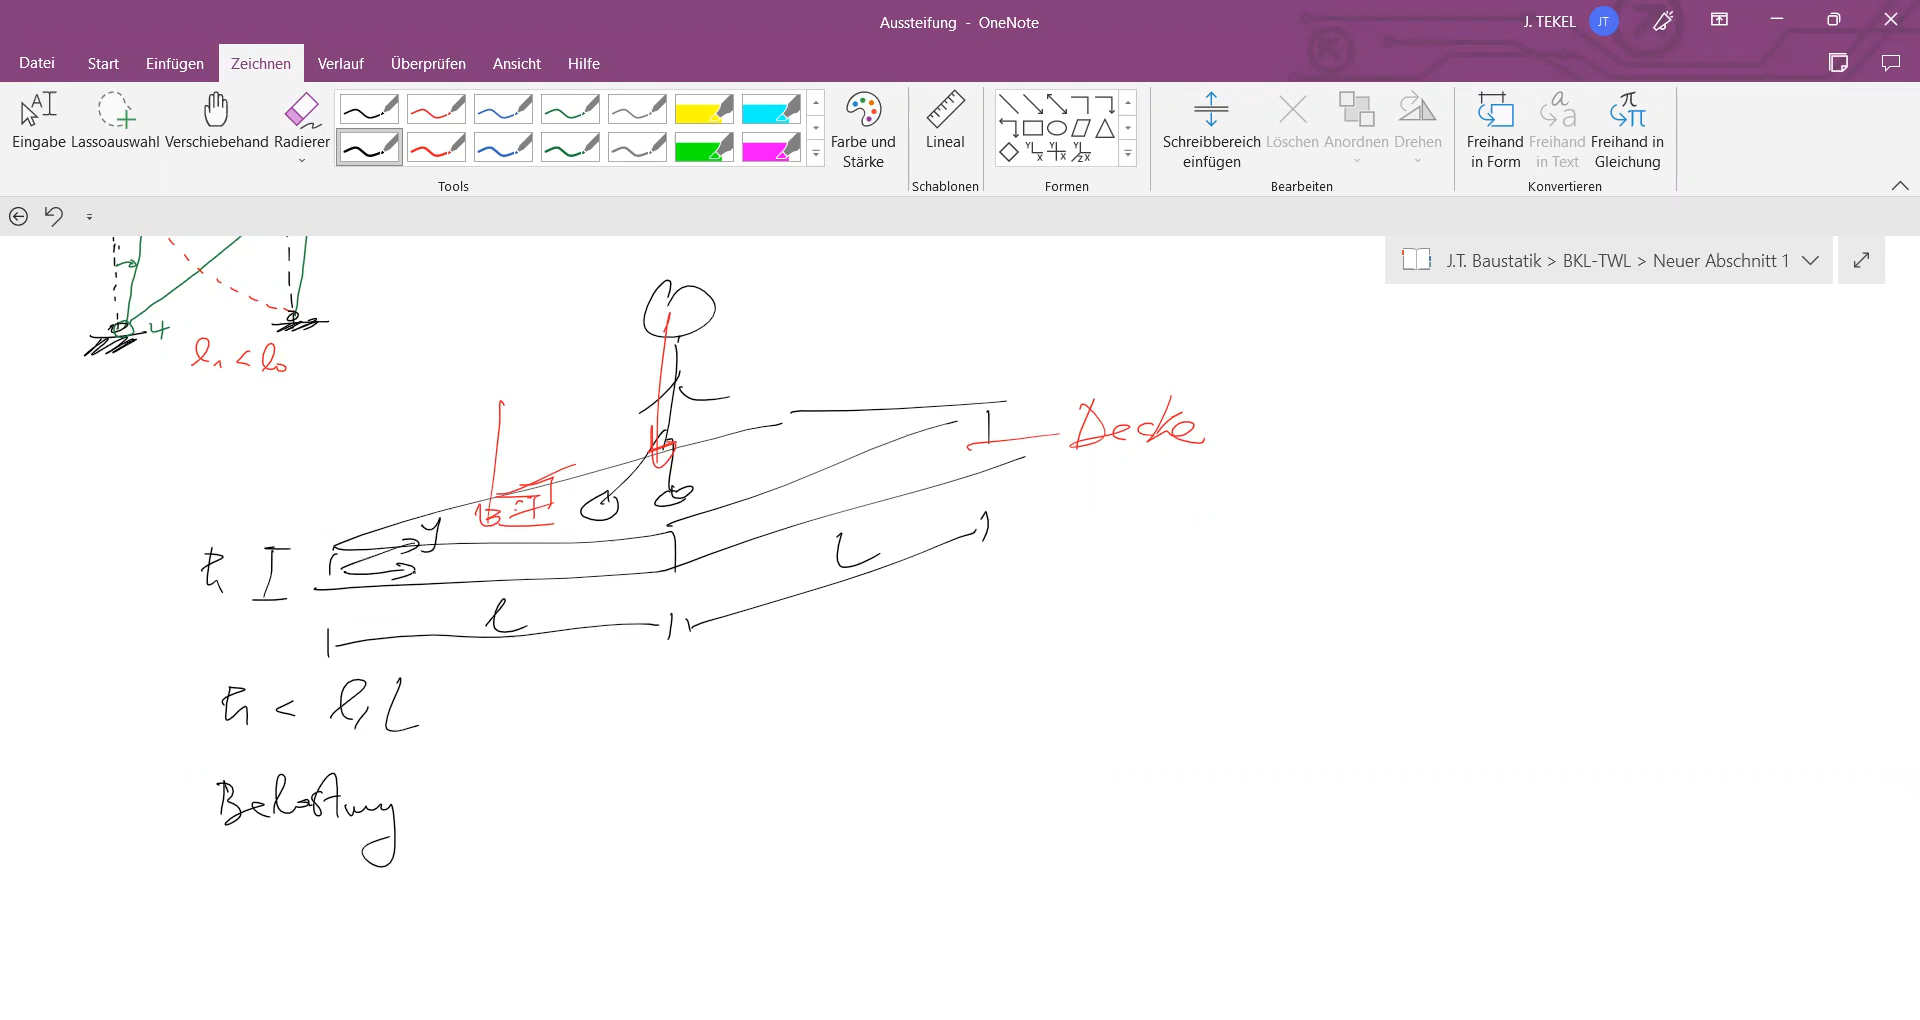 Aussteifung - OneNote
J. TEKEL JT
Datei Start Einfügen Zeichnen Verlauf Überprüfen Ansicht Hilfe
Eingabe Lassoauswahl Verschiebehand Radierer
Farbe und Stärke
Lineal
Schreibbereich einfügen
Löschen Anordnen Drehen
Freihand in Form
Freihand in Text
Freihand in Gleichung
Tools Schablonen Formen Bearbeiten Konvertieren
J.T. Baustatik > BKL-TWL > Neuer Abschnitt 1
4
l₁ < l₀
Decke
y
h
L
l
h < l, L
Belastung